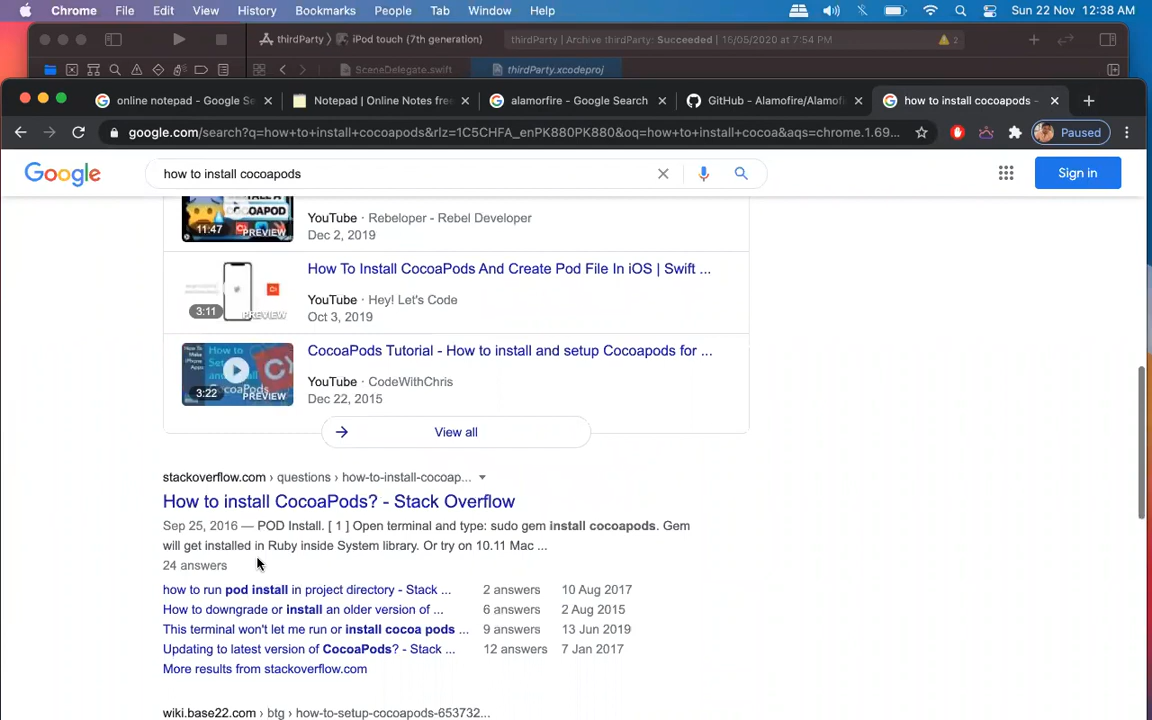 Chrome File Edit View History Bookmarks People Tab Window Help Sun 22 Nov 12:38 AM
thirdParty iPod touch (7th generation) thirdParty | Archive thirdParty: Succeeded | 16/05/2020 at 7:54 PM 2
SceneDelegate.swift thirdParty.xcodeproj
online notepad - Google Se Notepad | Online Notes free alamorfire - Google Search GitHub - Alamofire/Alamofi how to install cocoapods -
google.com/search?q=how+to+install+cocoapods&rlz=1C5CHFA_enPK880PK880&oq=how+to+install+cocoa&aqs=chrome.1.69... Paused
Google how to install cocoapods Sign in
11:47 PREVIEW
YouTube · Rebeloper - Rebel Developer
Dec 2, 2019
How To Install CocoaPods And Create Pod File In iOS | Swift ...
YouTube · Hey! Let's Code
3:11 PREVIEW
Oct 3, 2019
CocoaPods Tutorial - How to install and setup Cocoapods for ...
YouTube · CodeWithChris
3:22 PREVIEW
Dec 22, 2015
View all
stackoverflow.com › questions › how-to-install-cocoap...
How to install CocoaPods? - Stack Overflow
Sep 25, 2016 — POD Install. [ 1 ] Open terminal and type: sudo gem install cocoapods. Gem
will get installed in Ruby inside System library. Or try on 10.11 Mac ...
24 answers
how to run pod install in project directory - Stack ... 2 answers 10 Aug 2017
How to downgrade or install an older version of ... 6 answers 2 Aug 2015
This terminal won't let me run or install cocoa pods ... 9 answers 13 Jun 2019
Updating to latest version of CocoaPods? - Stack ... 12 answers 7 Jan 2017
More results from stackoverflow.com
wiki.base22.com › btg › how-to-setup-cocoapods-653732...